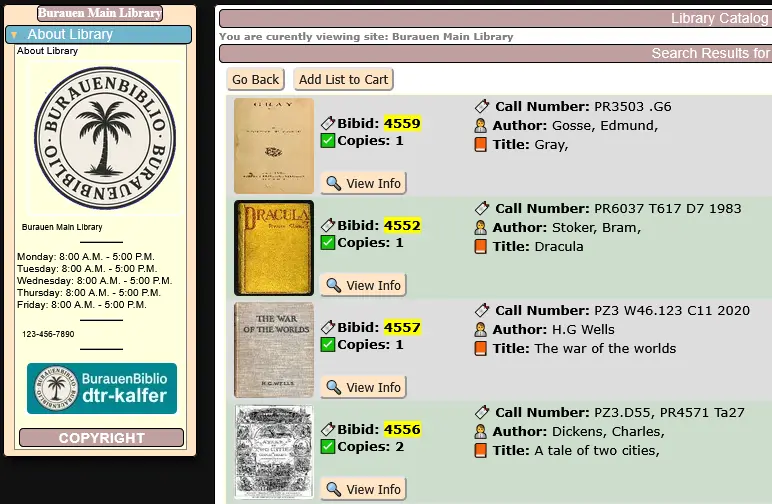 Burauen Main Library
About Library
About Library
BURAUENBIBLIO · BURAUENBIBLIO ·
Burauen Main Library
Monday: 8:00 A.M. - 5:00 P.M.
Tuesday: 8:00 A.M. - 5:00 P.M.
Wednesday: 8:00 A.M. - 5:00 P.M.
Thursday: 8:00 A.M. - 5:00 P.M.
Friday: 8:00 A.M. - 5:00 P.M.
123-456-7890
BurauenBiblio
dtr-kalfer
COPYRIGHT
Library Catalog
You are currently viewing site: Burauen Main Library
Search Results for
Go Back
Add List to Cart
GRAY
Bibid: 4559
Copies: 1
View Info
Call Number: PR3503 .G6
Author: Gosse, Edmund,
Title: Gray,
DRACULA
Bibid: 4552
Copies: 1
View Info
Call Number: PR6037 T617 D7 1983
Author: Stoker, Bram,
Title: Dracula
THE WAR
OF THE WORLDS
H.G. WELLS
Bibid: 4557
Copies: 1
View Info
Call Number: PZ3 W46.123 C11 2020
Author: H.G Wells
Title: The war of the worlds
Bibid: 4556
Copies: 2
View Info
Call Number: PZ3.D55, PR4571 Ta27
Author: Dickens, Charles,
Title: A tale of two cities,